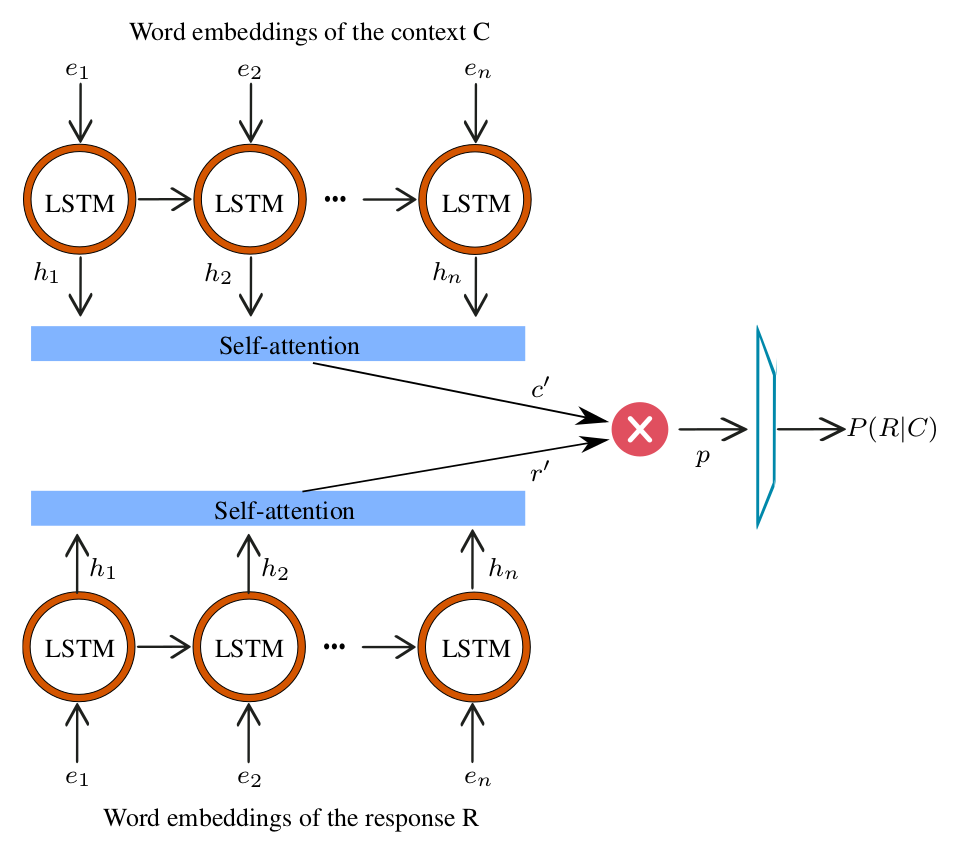 Word embeddings of the context C
e₁ e₂ eₙ
LSTM LSTM ... LSTM
h₁ h₂ hₙ
Self-attention
c′
P(R|C)
p
r′
Self-attention
h₁ h₂ hₙ
LSTM LSTM ... LSTM
e₁ e₂ eₙ
Word embeddings of the response R